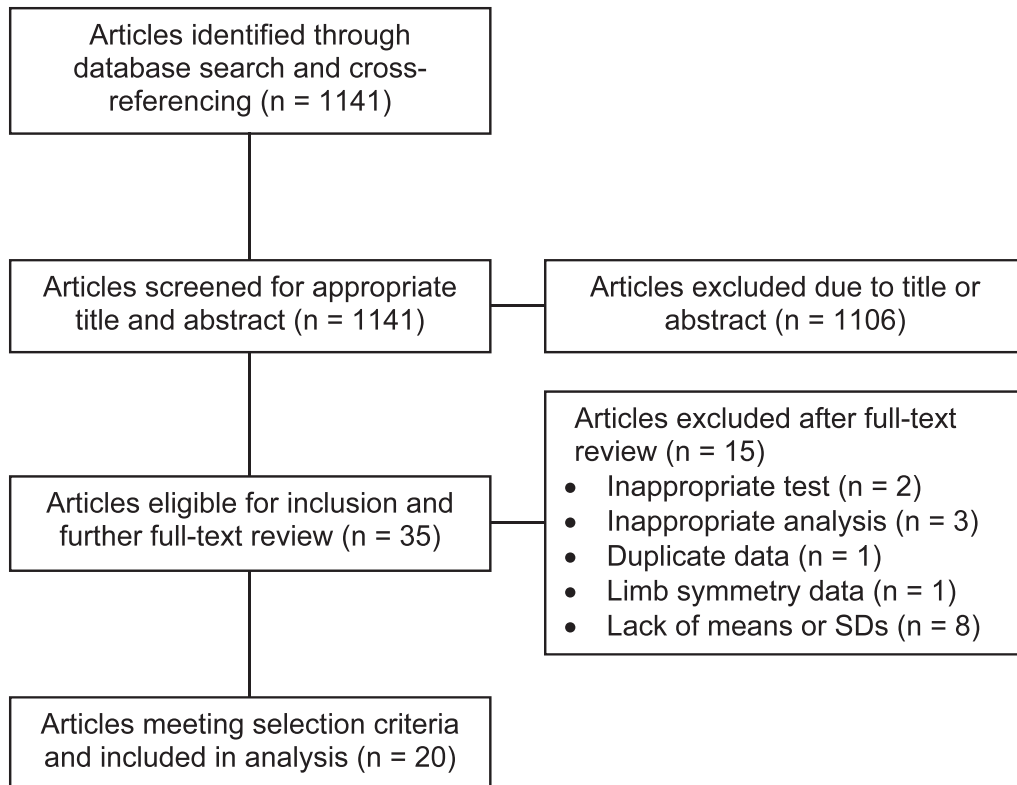 Articles identified through
database search and cross-
referencing (n = 1141)
Articles screened for appropriate
title and abstract (n = 1141)
Articles excluded due to title or
abstract (n = 1106)
Articles eligible for inclusion and
further full-text review (n = 35)
Articles excluded after full-text
review (n = 15)
• Inappropriate test (n = 2)
• Inappropriate analysis (n = 3)
• Duplicate data (n = 1)
• Limb symmetry data (n = 1)
• Lack of means or SDs (n = 8)
Articles meeting selection criteria
and included in analysis (n = 20)